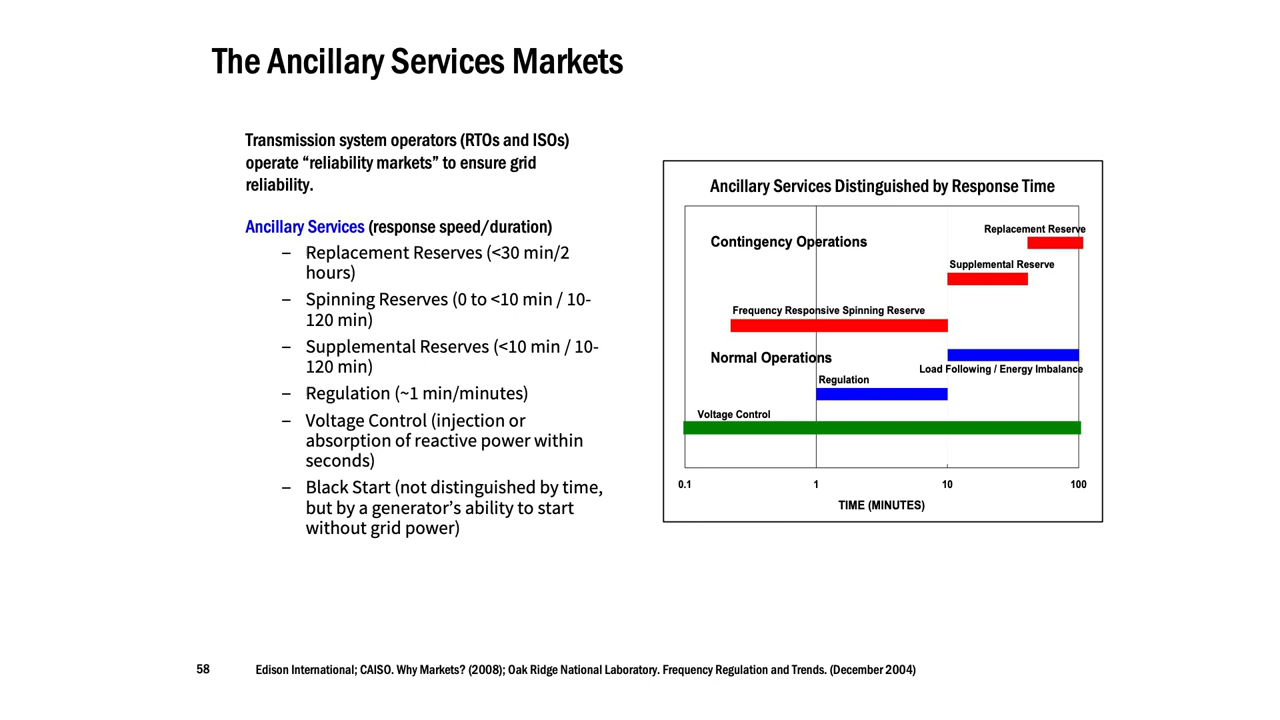 The Ancillary Services Markets
Transmission system operators (RTOs and ISOs)
operate “reliability markets” to ensure grid
reliability.
Ancillary Services (response speed/duration)
– Replacement Reserves (<30 min/2
hours)
– Spinning Reserves (0 to <10 min / 10-
120 min)
– Supplemental Reserves (<10 min / 10-
120 min)
– Regulation (~1 min/minutes)
– Voltage Control (injection or
absorption of reactive power within
seconds)
– Black Start (not distinguished by time,
but by a generator’s ability to start
without grid power)
Ancillary Services Distinguished by Response Time
Replacement Reserve
Contingency Operations
Supplemental Reserve
Frequency Responsive Spinning Reserve
Normal Operations
Load Following / Energy Imbalance
Regulation
Voltage Control
0.1 1 10 100
TIME (MINUTES)
58 Edison International; CAISO. Why Markets? (2008); Oak Ridge National Laboratory. Frequency Regulation and Trends. (December 2004)